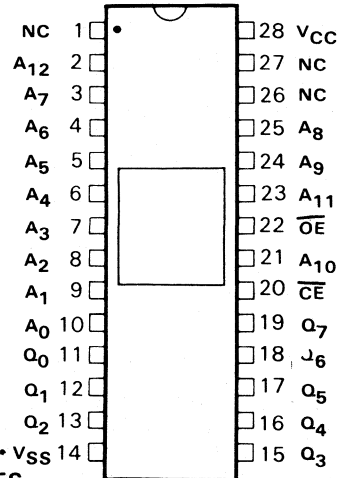 NC 1 28 VCC
A12 2 27 NC
A7 3 26 NC
A6 4 25 A8
A5 5 24 A9
A4 6 23 A11
A3 7 22 OE
A2 8 21 A10
A1 9 20 CE
A0 10 19 Q7
Q0 11 18 Q6
Q1 12 17 Q5
Q2 13 16 Q4
VSS 14 15 Q3